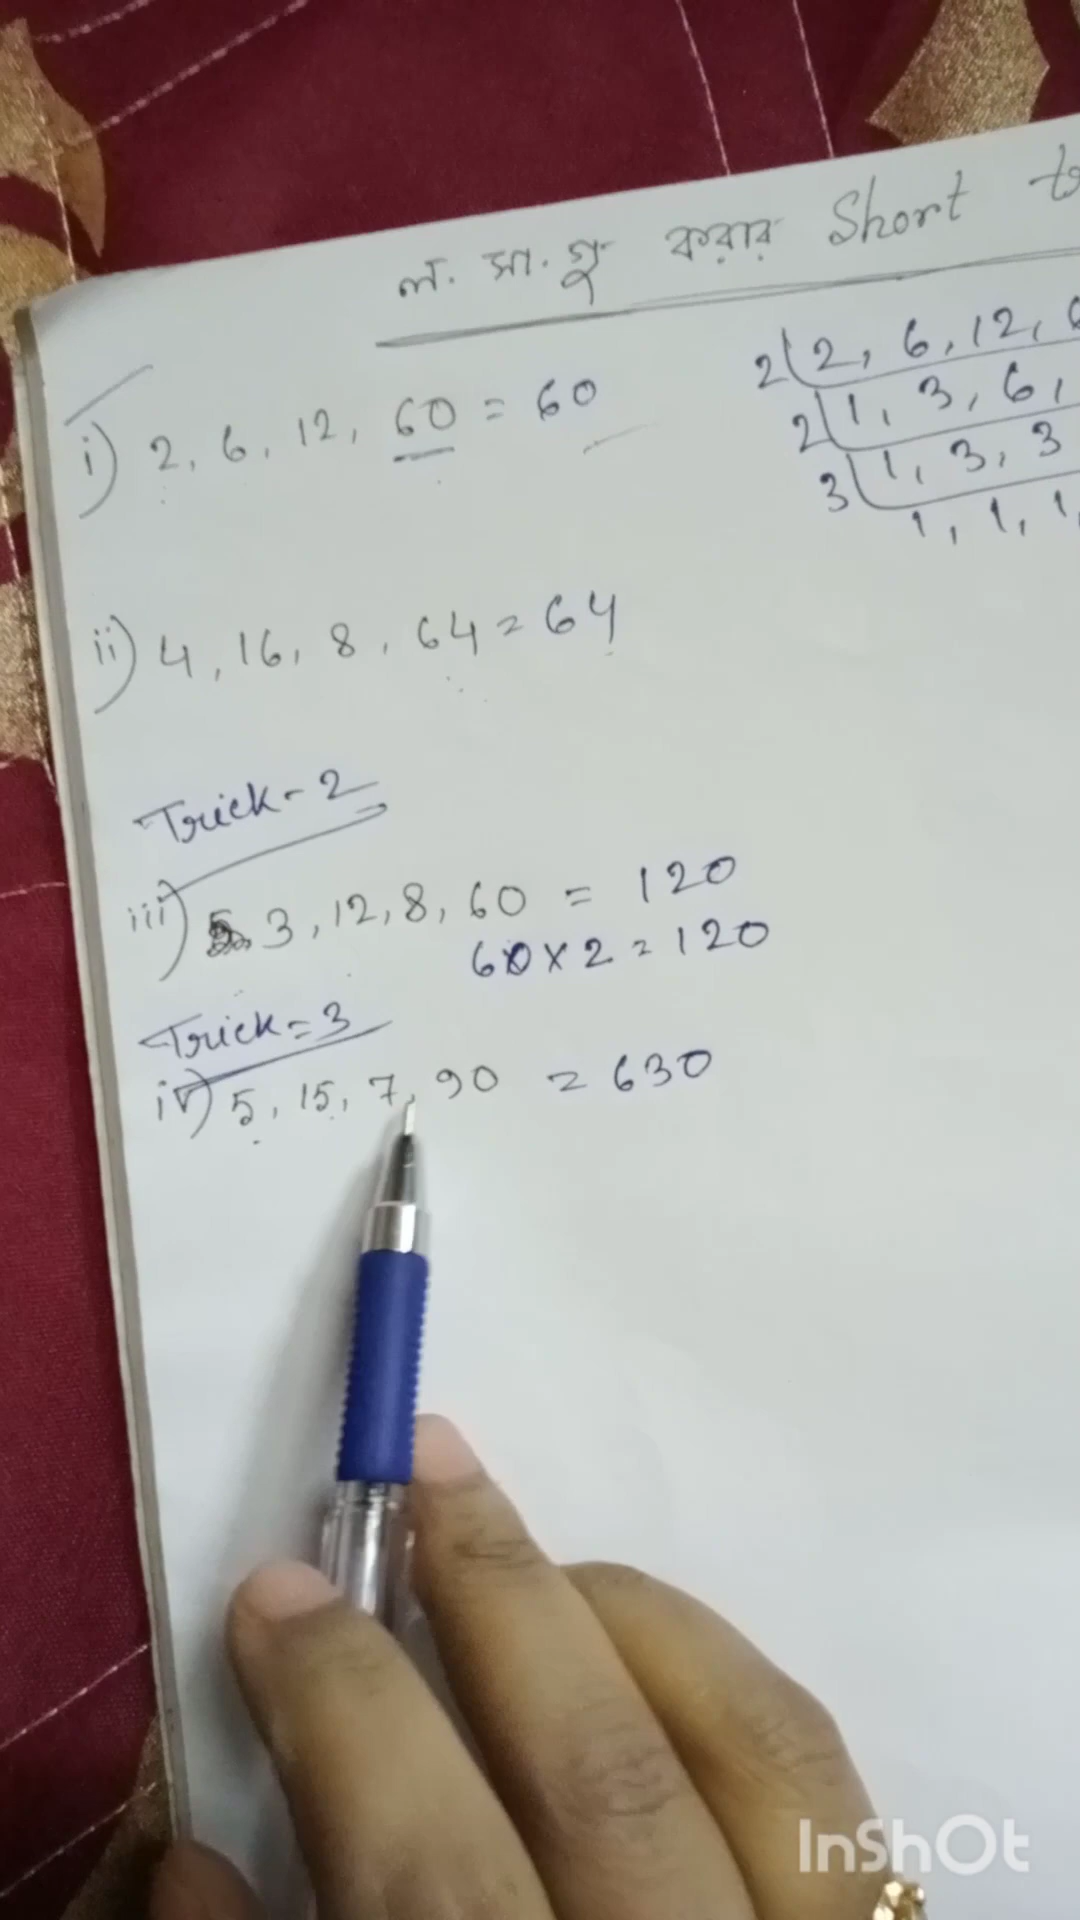 ল. সা. গু করার Short
i) 2, 6, 12, 60 = 60
2 2, 6, 12,
2 1, 3, 6,
3 1, 3, 3
1, 1, 1,
ii) 4, 16, 8, 64 = 64
Trick - 2
iii) 3, 12, 8, 60 = 120
60 x 2 = 120
Trick = 3
iv) 5, 15, 7, 90 = 630
InShOt